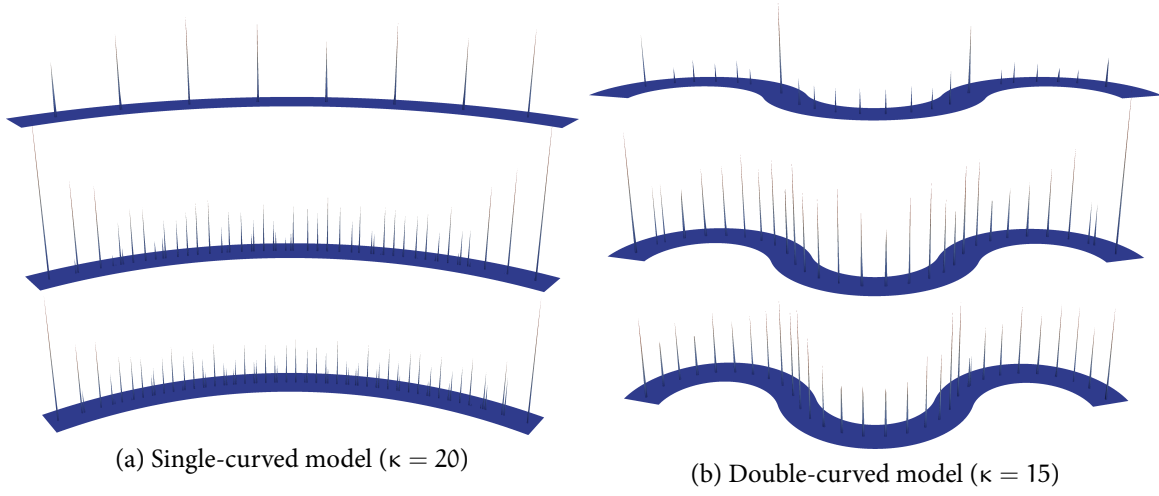 (a) Single-curved model (κ = 20)
(b) Double-curved model (κ = 15)